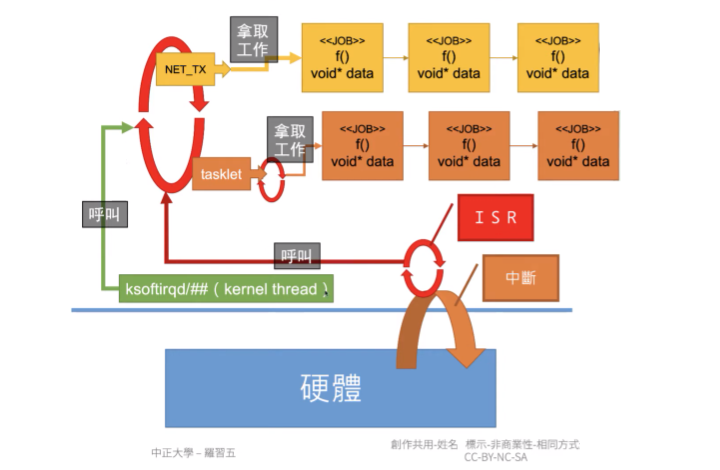 拿取
工作
NET_TX
<<JOB>>
f()
void* data
<<JOB>>
f()
void* data
<<JOB>>
f()
void* data
拿取
工作
tasklet
<<JOB>>
f()
void* data
<<JOB>>
f()
void* data
<<JOB>>
f()
void* data
呼叫
ISR
呼叫
中斷
ksoftirqd/##（kernel thread）
硬體
中正大學 – 羅習五
創作共用-姓名 標示-非商業性-相同方式
CC-BY-NC-SA